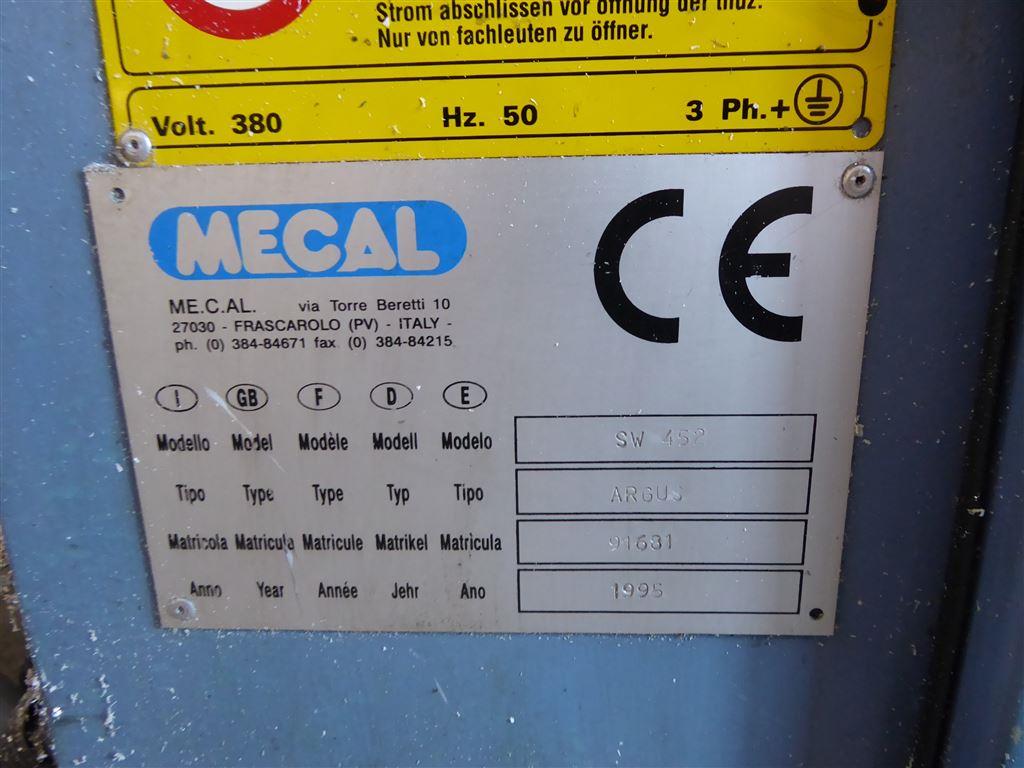 Strom abschlissen vor öffnung der thüz.
Nur von fachleuten zu öffner.
Volt. 380 Hz. 50 3 Ph.+
MECAL
CE
ME.C.AL. via Torre Beretti 10
27030 - FRASCAROLO (PV) - ITALY -
ph. (0) 384-84671 fax (0) 384-84215
I GB F D E
Modello Model Modèle Modell Modelo SW 452
Tipo Type Type Typ Tipo ARGUS
Matricola Matricula Matricule Matrikel Matrìcula 91681
Anno Year Année Jehr Ano 1995